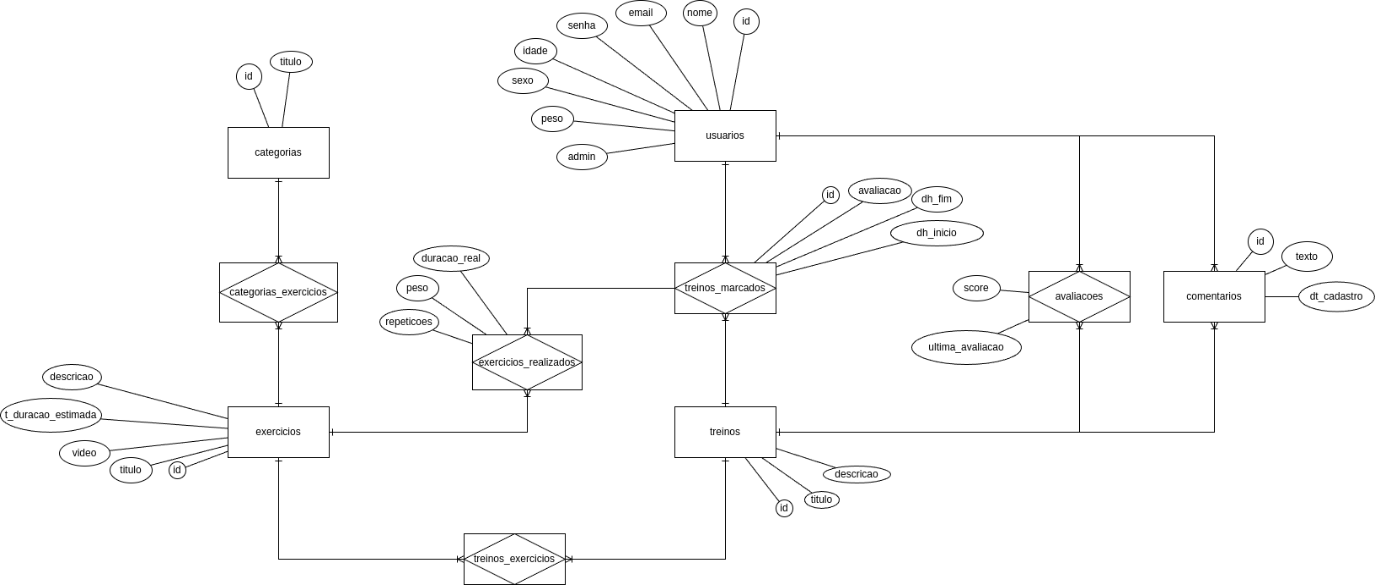 email
nome
id
senha
idade
titulo
id
sexo
peso
usuarios
categorias
admin
id
avaliacao
dh_fim
dh_inicio
id
duracao_real
texto
peso
score
categorias_exercicios
treinos_marcados
avaliacoes
comentarios
dt_cadastro
repeticoes
ultima_avaliacao
exercicios_realizados
descricao
t_duracao_estimada
exercicios
treinos
video
titulo
id
descricao
titulo
id
treinos_exercicios